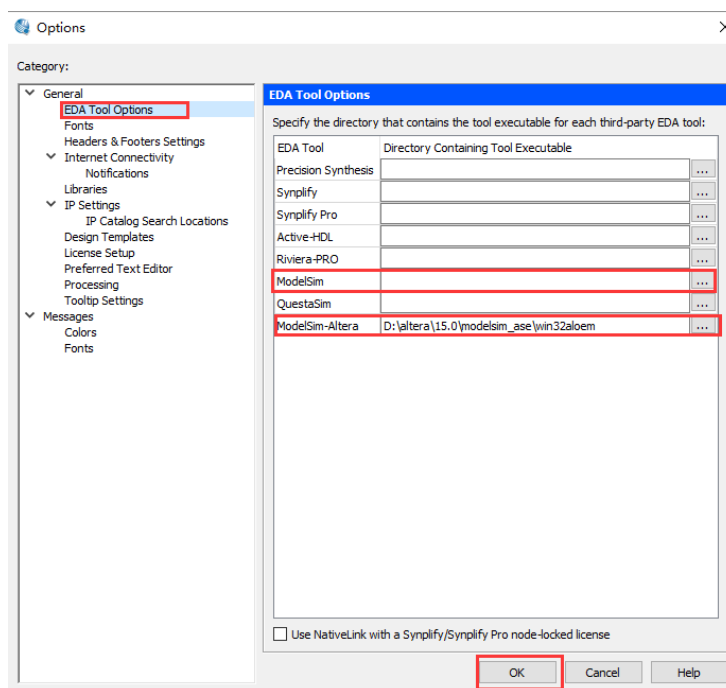 Options
Category:
General
EDA Tool Options
Fonts
Headers & Footers Settings
Internet Connectivity
Notifications
Libraries
IP Settings
IP Catalog Search Locations
Design Templates
License Setup
Preferred Text Editor
Processing
Tooltip Settings
Messages
Colors
Fonts
EDA Tool Options
Specify the directory that contains the tool executable for each third-party EDA tool:
EDA Tool Directory Containing Tool Executable
Precision Synthesis ...
Synplify ...
Synplify Pro ...
Active-HDL ...
Riviera-PRO ...
ModelSim ...
QuestaSim ...
ModelSim-Altera D:\altera\15.0\modelsim_ase\win32aloem ...
Use NativeLink with a Synplify/Synplify Pro node-locked license
OK Cancel Help